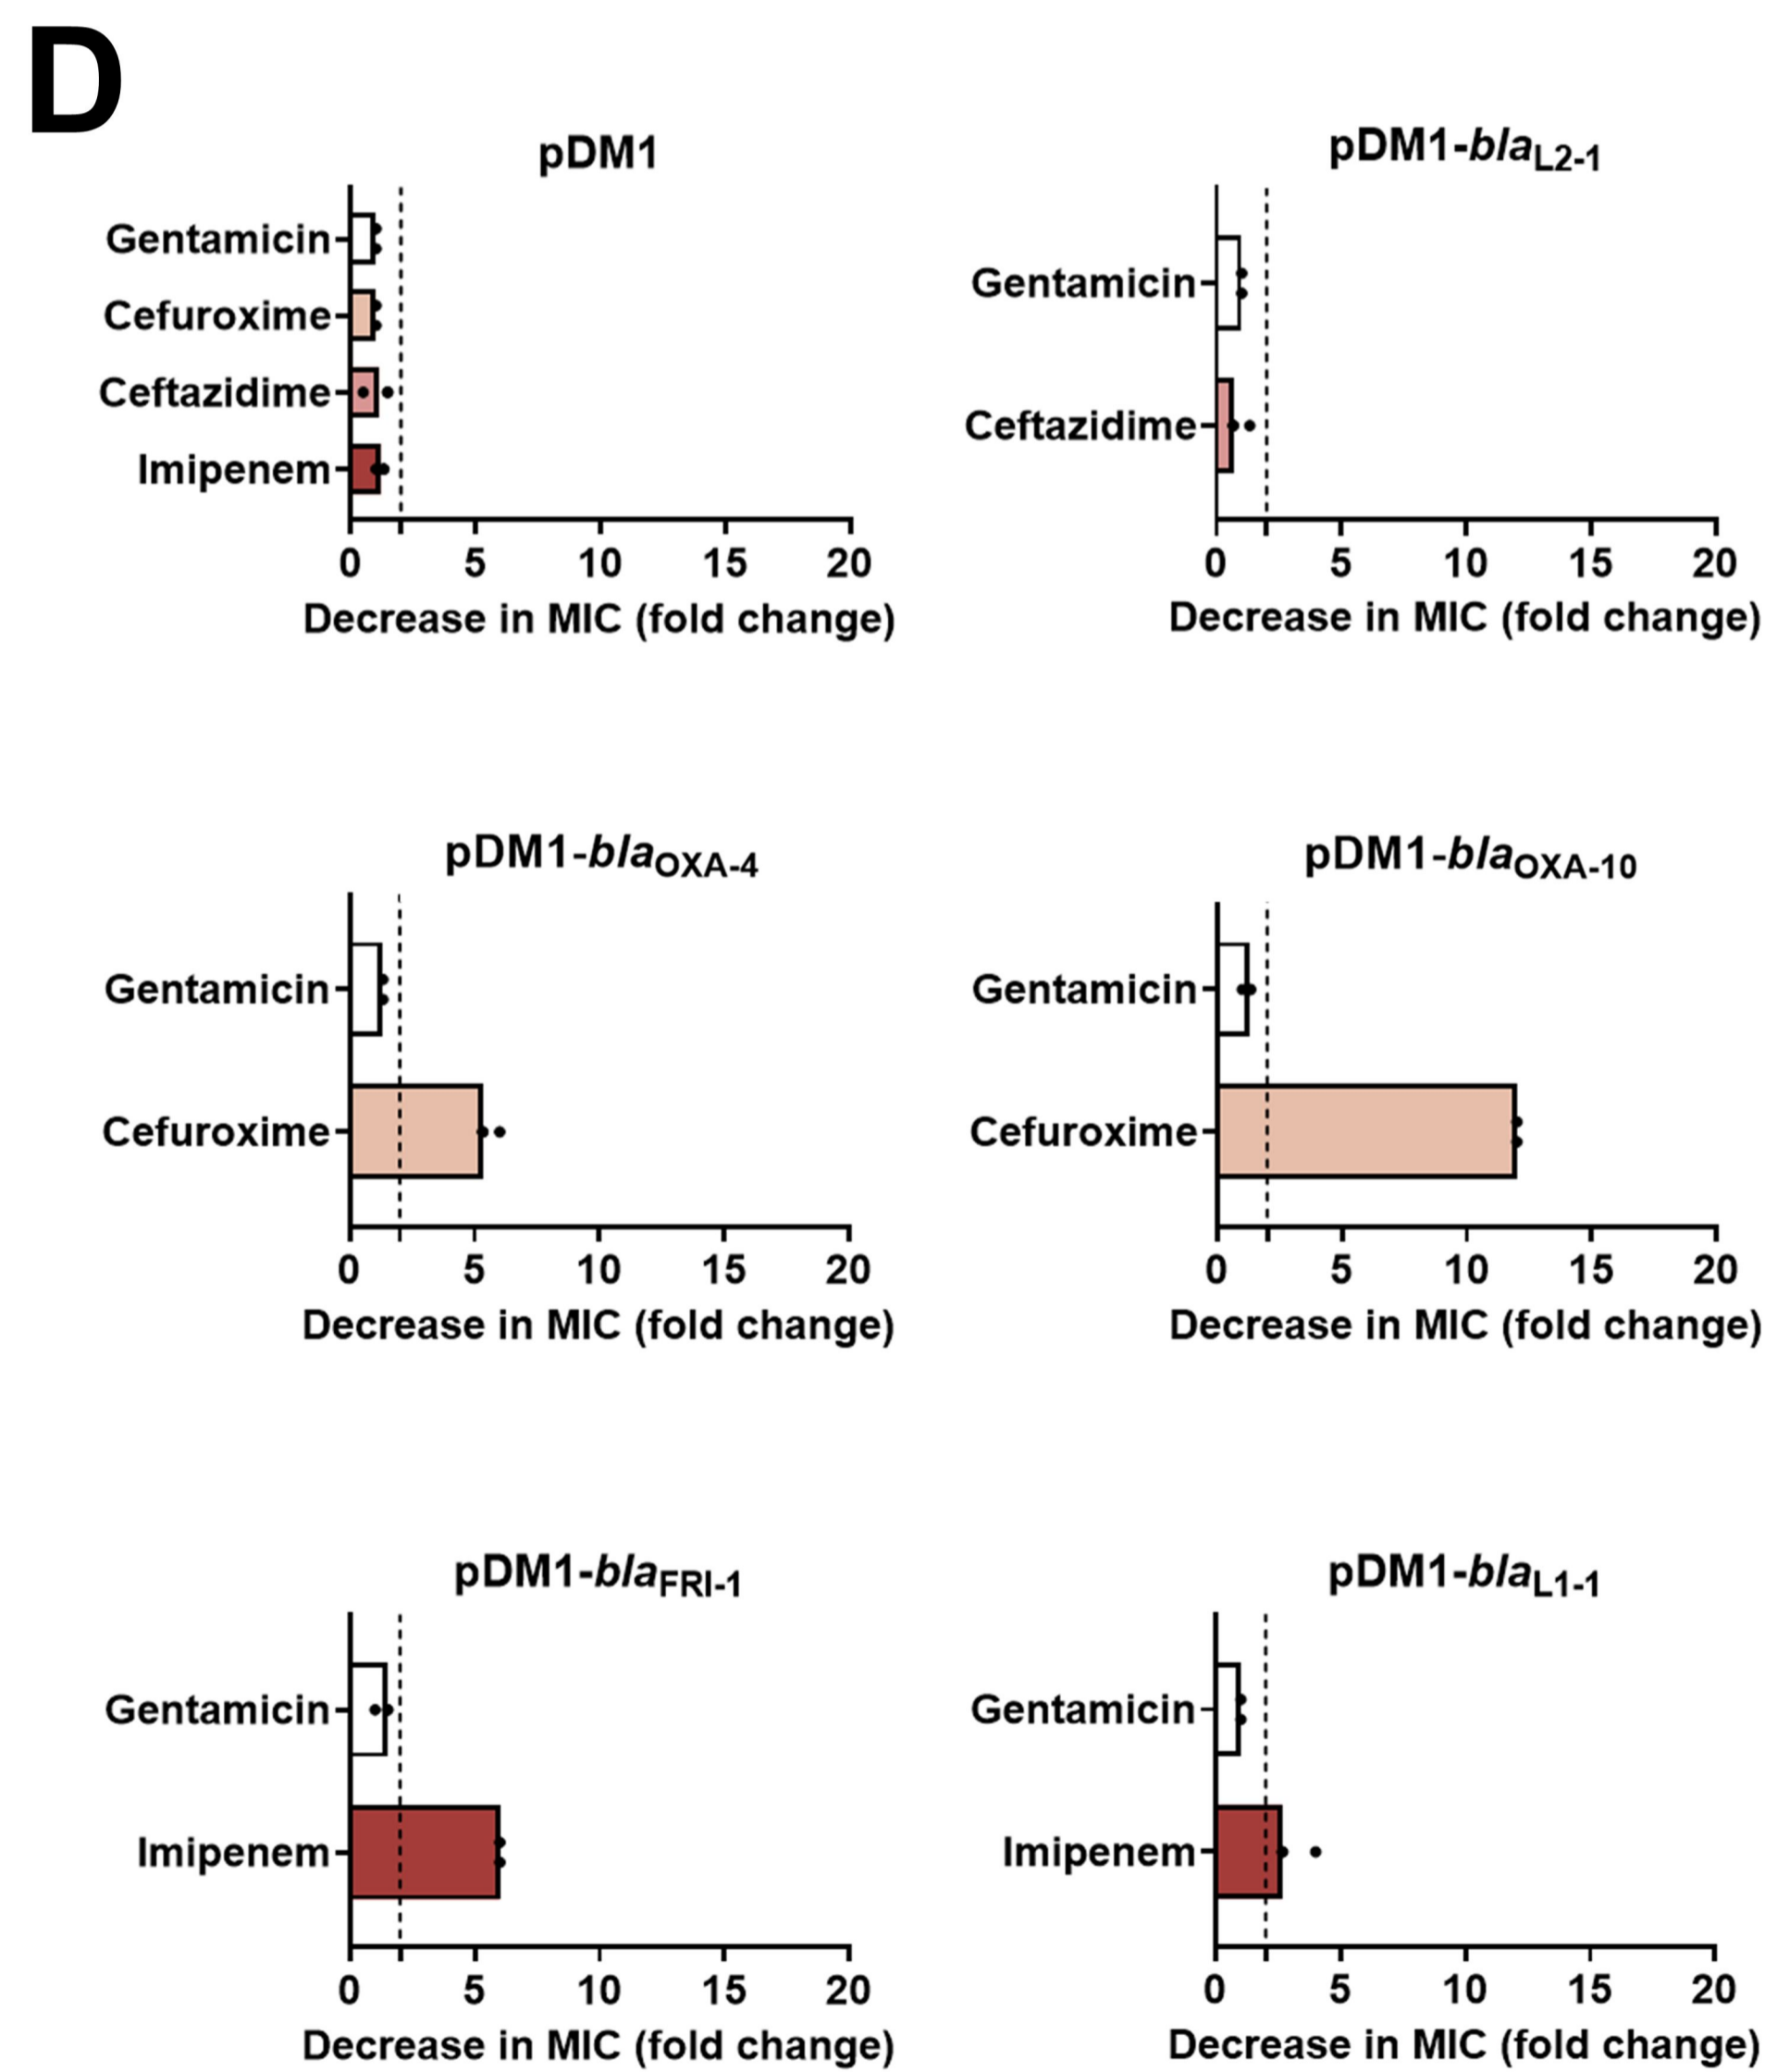 D
pDM1
Gentamicin
Cefuroxime
Ceftazidime
Imipenem
0 5 10 15 20
Decrease in MIC (fold change)
pDM1-blaL2-1
Gentamicin
Ceftazidime
0 5 10 15 20
Decrease in MIC (fold change)
pDM1-blaOXA-4
Gentamicin
Cefuroxime
0 5 10 15 20
Decrease in MIC (fold change)
pDM1-blaOXA-10
Gentamicin
Cefuroxime
0 5 10 15 20
Decrease in MIC (fold change)
pDM1-blaFRI-1
Gentamicin
Imipenem
0 5 10 15 20
Decrease in MIC (fold change)
pDM1-blaL1-1
Gentamicin
Imipenem
0 5 10 15 20
Decrease in MIC (fold change)